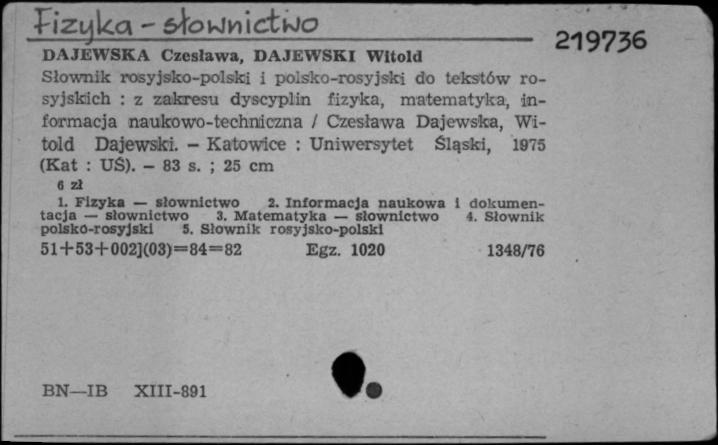 Fizyka - słownictwo
219736
DAJEWSKA Czesława, DAJEWSKI Witold
Słownik rosyjsko-polski i polsko-rosyjski do tekstów ro-
syjskich : z zakresu dyscyplin fizyka, matematyka, in-
formacja naukowo-techniczna / Czesława Dajewska, Wi-
told Dajewski. — Katowice : Uniwersytet Śląski, 1975
(Kat : UŚ). — 83 s. ; 25 cm
6 zł
1. Fizyka — słownictwo 2. Informacja naukowa i dokumen-
tacja — słownictwo 3. Matematyka — słownictwo 4. Słownik
polsko-rosyjski 5. Słownik rosyjsko-polski
51+53+002](03)=84=82 Egz. 1020 1348/76
BN—IB XIII-891